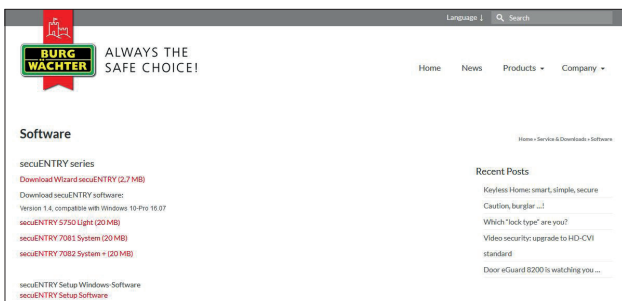 Language ↓ Search
BURG
WÄCHTER
ALWAYS THE
SAFE CHOICE!
Home News Products Company
Software
Home » Service & Downloads » Software
secuENTRY series
Download Wizard secuENTRY (2,7 MB)
Download secuENTRY software:
Version 1.4, compatible with Windows 10-Pro 16.07
secuENTRY 5750 Light (20 MB)
secuENTRY 7081 System (20 MB)
secuENTRY 7082 System + (20 MB)
secuENTRY Setup Windows-Software
secuENTRY Setup Software
Recent Posts
Keyless Home: smart, simple, secure
Caution, burglar ...!
Which "lock type" are you?
Video security: upgrade to HD-CVI
standard
Door eGuard 8200 is watching you ...